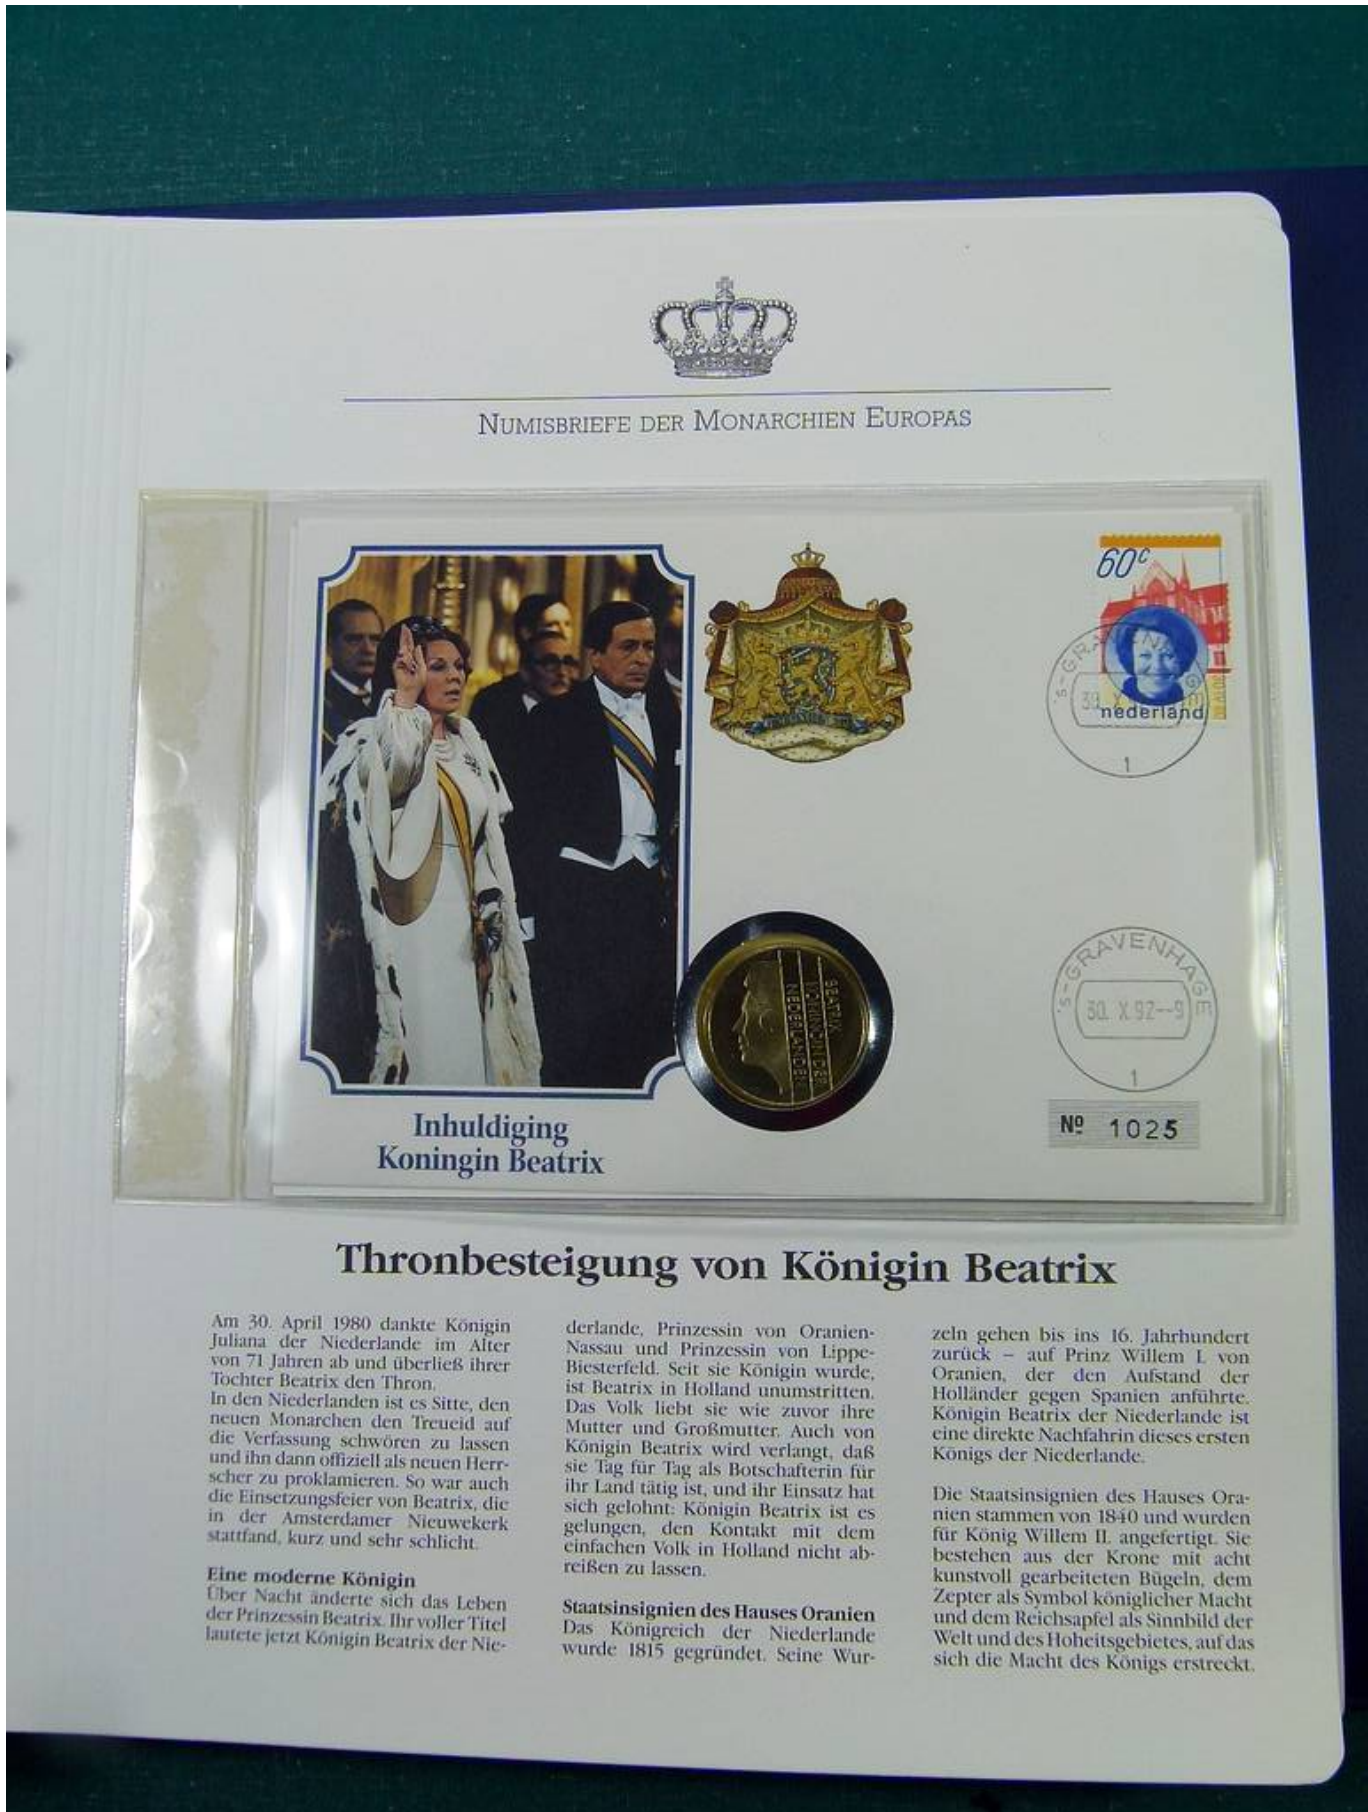 NUMISBRIEFE DER MONARCHIEN EUROPAS
60c
nederland
's-GRAVENHAGE
30. X
1
BEATRIX
KONINGIN DER
NEDERLANDEN
's-GRAVENHAGE
30. X.92--9
1
Nº 1025
Inhuldiging
Koningin Beatrix
Thronbesteigung von Königin Beatrix
Am 30. April 1980 dankte Königin
Juliana der Niederlande im Alter
von 71 Jahren ab und überließ ihrer
Tochter Beatrix den Thron.
In den Niederlanden ist es Sitte, den
neuen Monarchen den Treueid auf
die Verfassung schwören zu lassen
und ihn dann offiziell als neuen Herr-
scher zu proklamieren. So war auch
die Einsetzungsfeier von Beatrix, die
in der Amsterdamer Nieuwekerk
stattfand, kurz und sehr schlicht.
Eine moderne Königin
Über Nacht änderte sich das Leben
der Prinzessin Beatrix. Ihr voller Titel
lautete jetzt Königin Beatrix der Nie-
derlande, Prinzessin von Oranien-
Nassau und Prinzessin von Lippe-
Biesterfeld. Seit sie Königin wurde,
ist Beatrix in Holland unumstritten.
Das Volk liebt sie wie zuvor ihre
Mutter und Großmutter. Auch von
Königin Beatrix wird verlangt, daß
sie Tag für Tag als Botschafterin für
ihr Land tätig ist, und ihr Einsatz hat
sich gelohnt: Königin Beatrix ist es
gelungen, den Kontakt mit dem
einfachen Volk in Holland nicht ab-
reißen zu lassen.
Staatsinsignien des Hauses Oranien
Das Königreich der Niederlande
wurde 1815 gegründet. Seine Wur-
zeln gehen bis ins 16. Jahrhundert
zurück – auf Prinz Willem I. von
Oranien, der den Aufstand der
Holländer gegen Spanien anführte.
Königin Beatrix der Niederlande ist
eine direkte Nachfahrin dieses ersten
Königs der Niederlande.
Die Staatsinsignien des Hauses Ora-
nien stammen von 1840 und wurden
für König Willem II. angefertigt. Sie
bestehen aus der Krone mit acht
kunstvoll gearbeiteten Bügeln, dem
Zepter als Symbol königlicher Macht
und dem Reichsapfel als Sinnbild der
Welt und des Hoheitsgebietes, auf das
sich die Macht des Königs erstreckt.